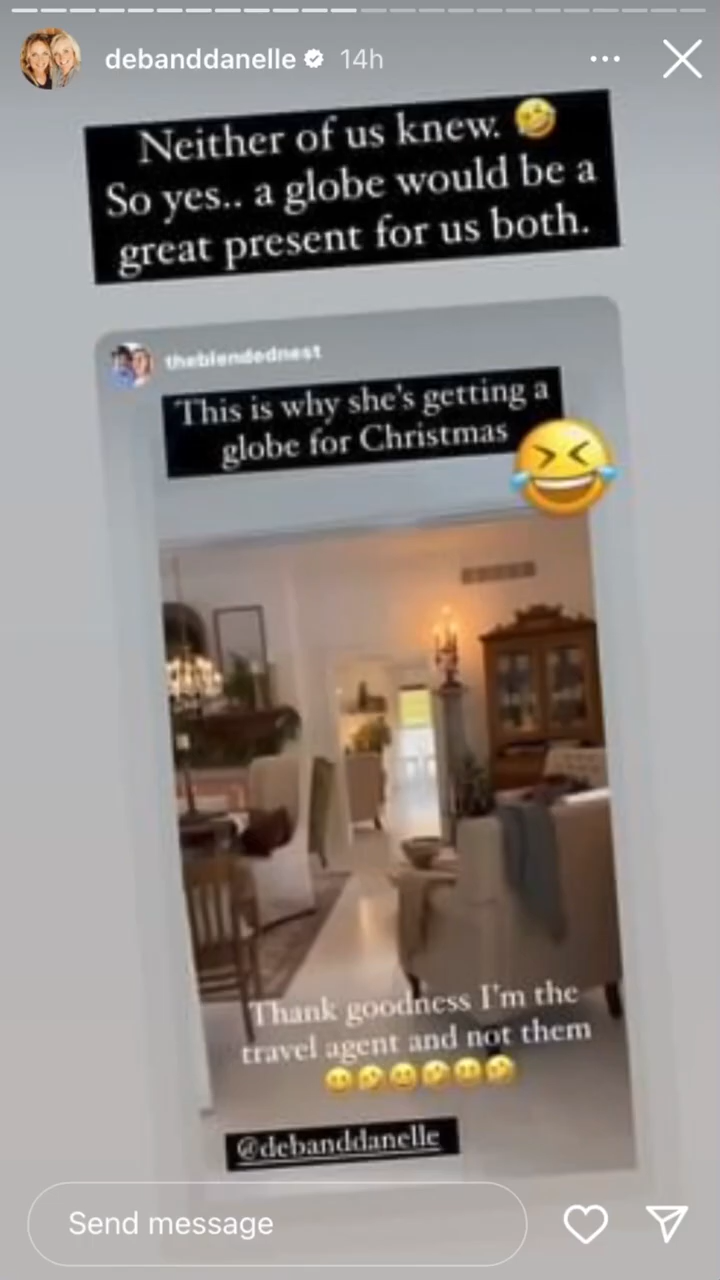 debanddanelle 14h
Neither of us knew. 🤣
So yes.. a globe would be a
great present for us both.
theblendednest
This is why she's getting a
globe for Christmas
Thank goodness I'm the
travel agent and not them
@debanddanelle
Send message